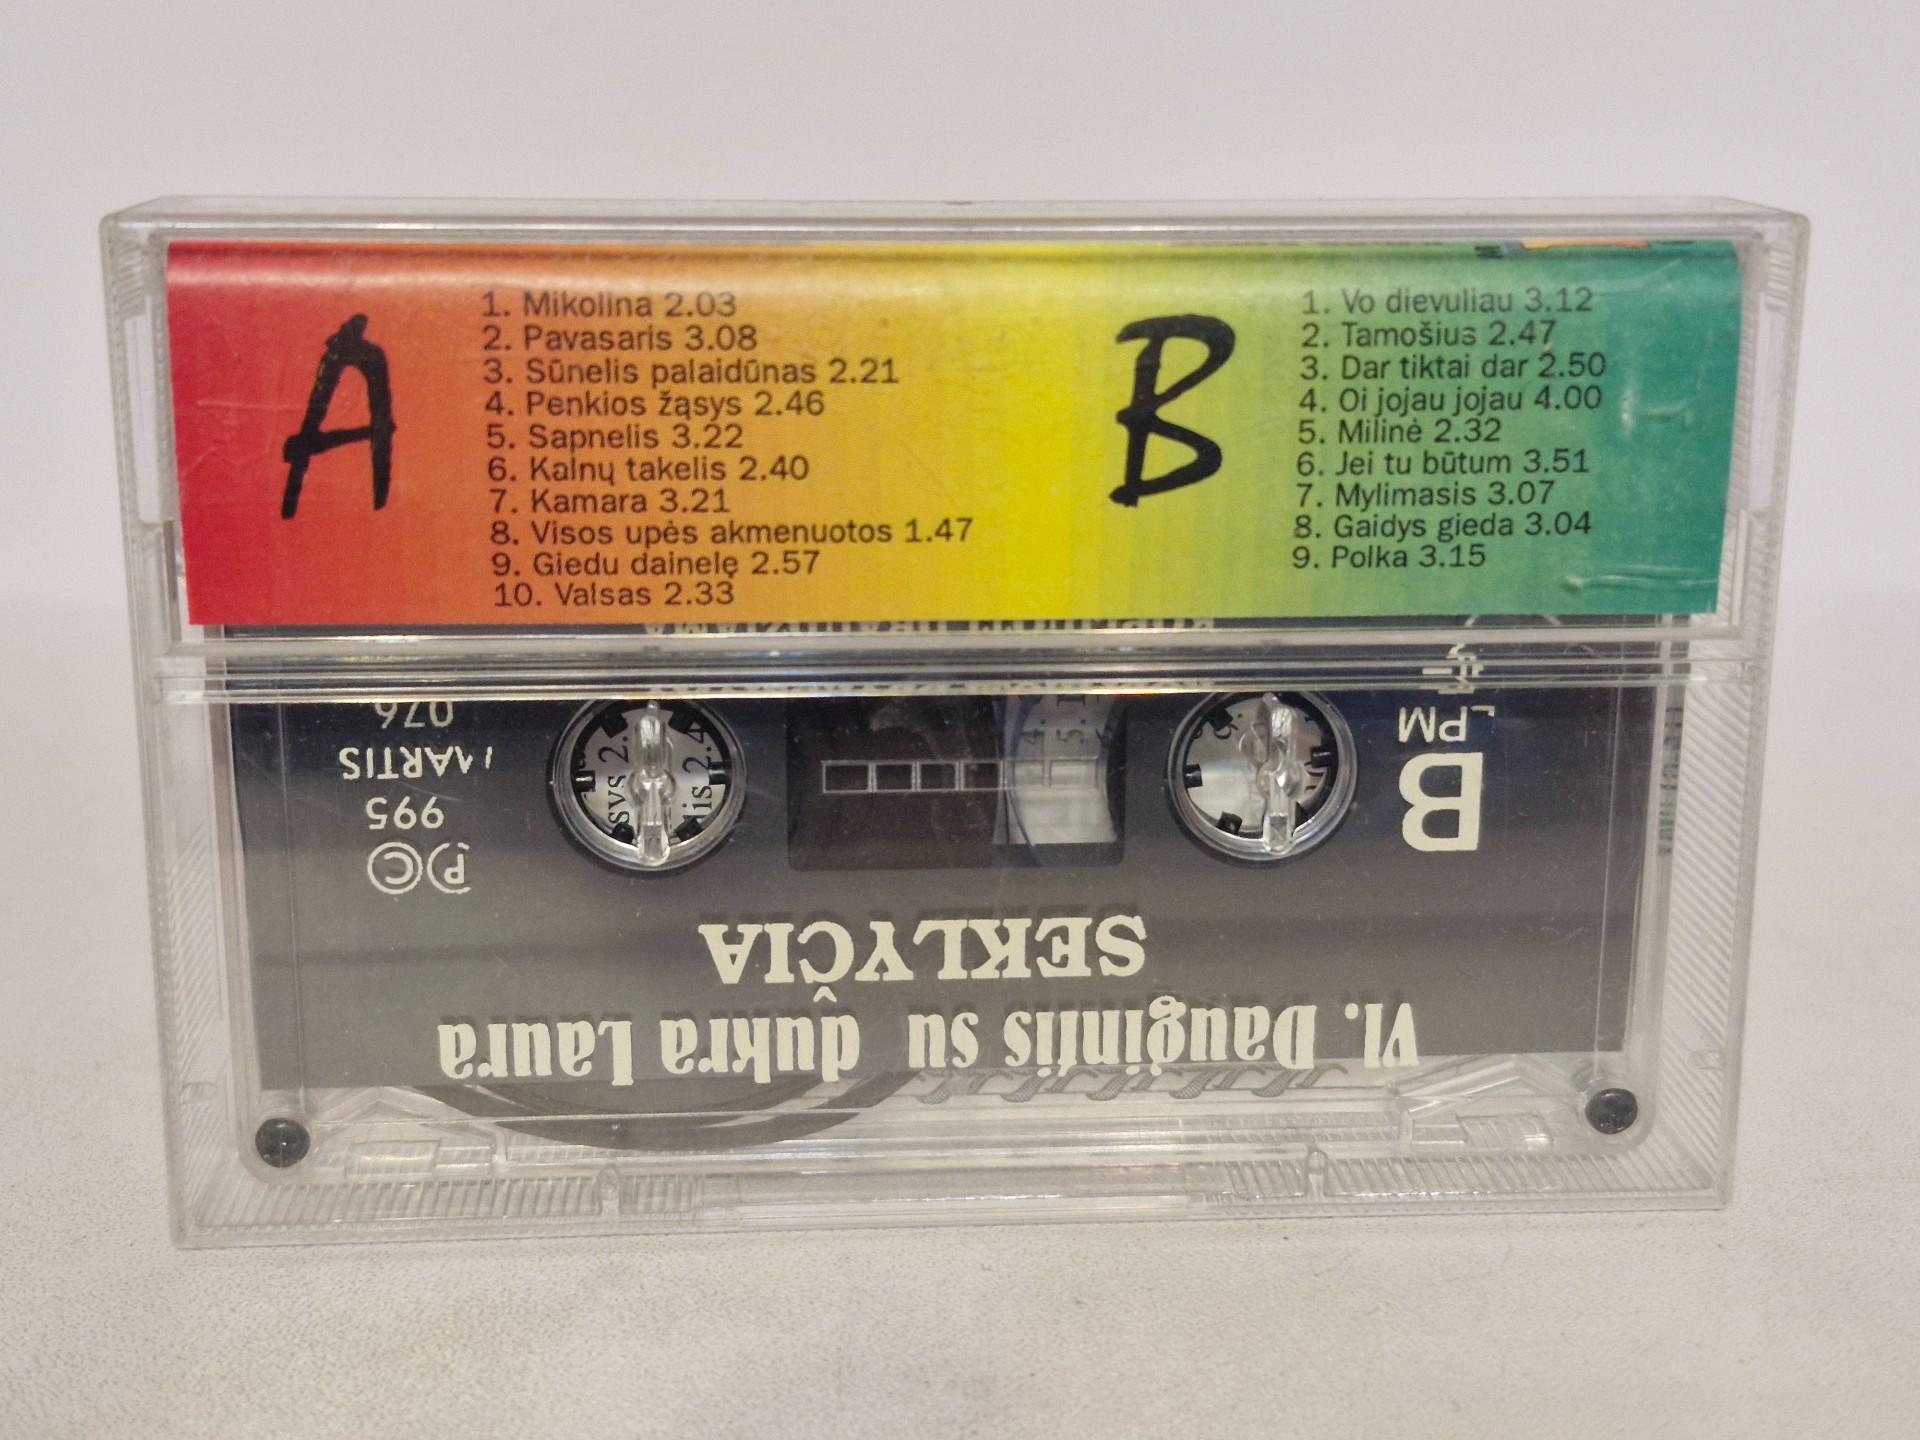 A
1. Mikolina 2.03
2. Pavasaris 3.08
3. Sūnelis palaidūnas 2.21
4. Penkios žąsys 2.46
5. Sapnelis 3.22
6. Kalnų takelis 2.40
7. Kamara 3.21
8. Visos upės akmenuotos 1.47
9. Giedu dainelę 2.57
10. Valsas 2.33
B
1. Vo dievuliau 3.12
2. Tamošius 2.47
3. Dar tiktai dar 2.50
4. Oi jojau jojau 4.00
5. Milinė 2.32
6. Jei tu būtum 3.51
7. Mylimasis 3.07
8. Gaidys gieda 3.04
9. Polka 3.15
Vl. Daugintis su dukra Laura
SEKLYČIA
B
PM
PC
995
MARTIS
076